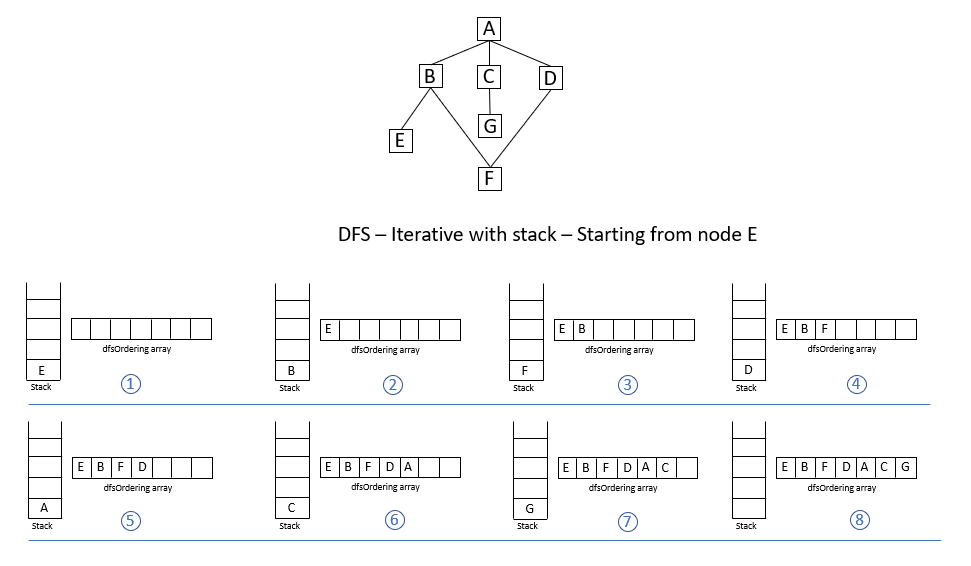 A
B C D
G
E
F
DFS – Iterative with stack – Starting from node E
E
dfsOrdering array
E
Stack
1
E
dfsOrdering array
B
Stack
2
E B
dfsOrdering array
F
Stack
3
E B F
dfsOrdering array
D
Stack
4
E B F D
dfsOrdering array
A
Stack
5
E B F D A
dfsOrdering array
C
Stack
6
E B F D A C
dfsOrdering array
G
Stack
7
E B F D A C G
dfsOrdering array
Stack
8